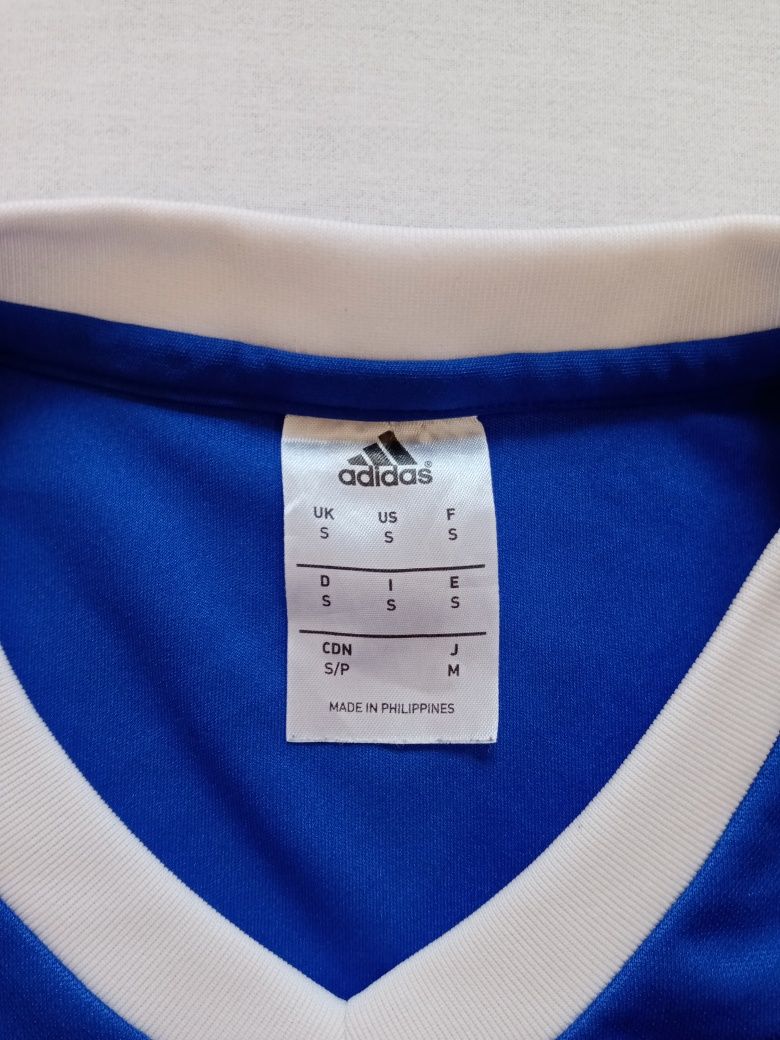 adidas®
UK US F
S S S
D I E
S S S
CDN J
S/P M
MADE IN PHILIPPINES